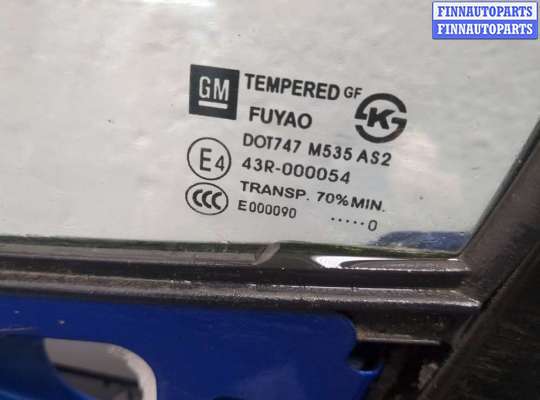 FINNAUTOPARTS
FINNAUTOPARTS
GM TEMPERED GF
FUYAO
DOT747 M535 AS2
E4 43R-000054
CCC TRANSP. 70% MIN.
E000090 ·····0